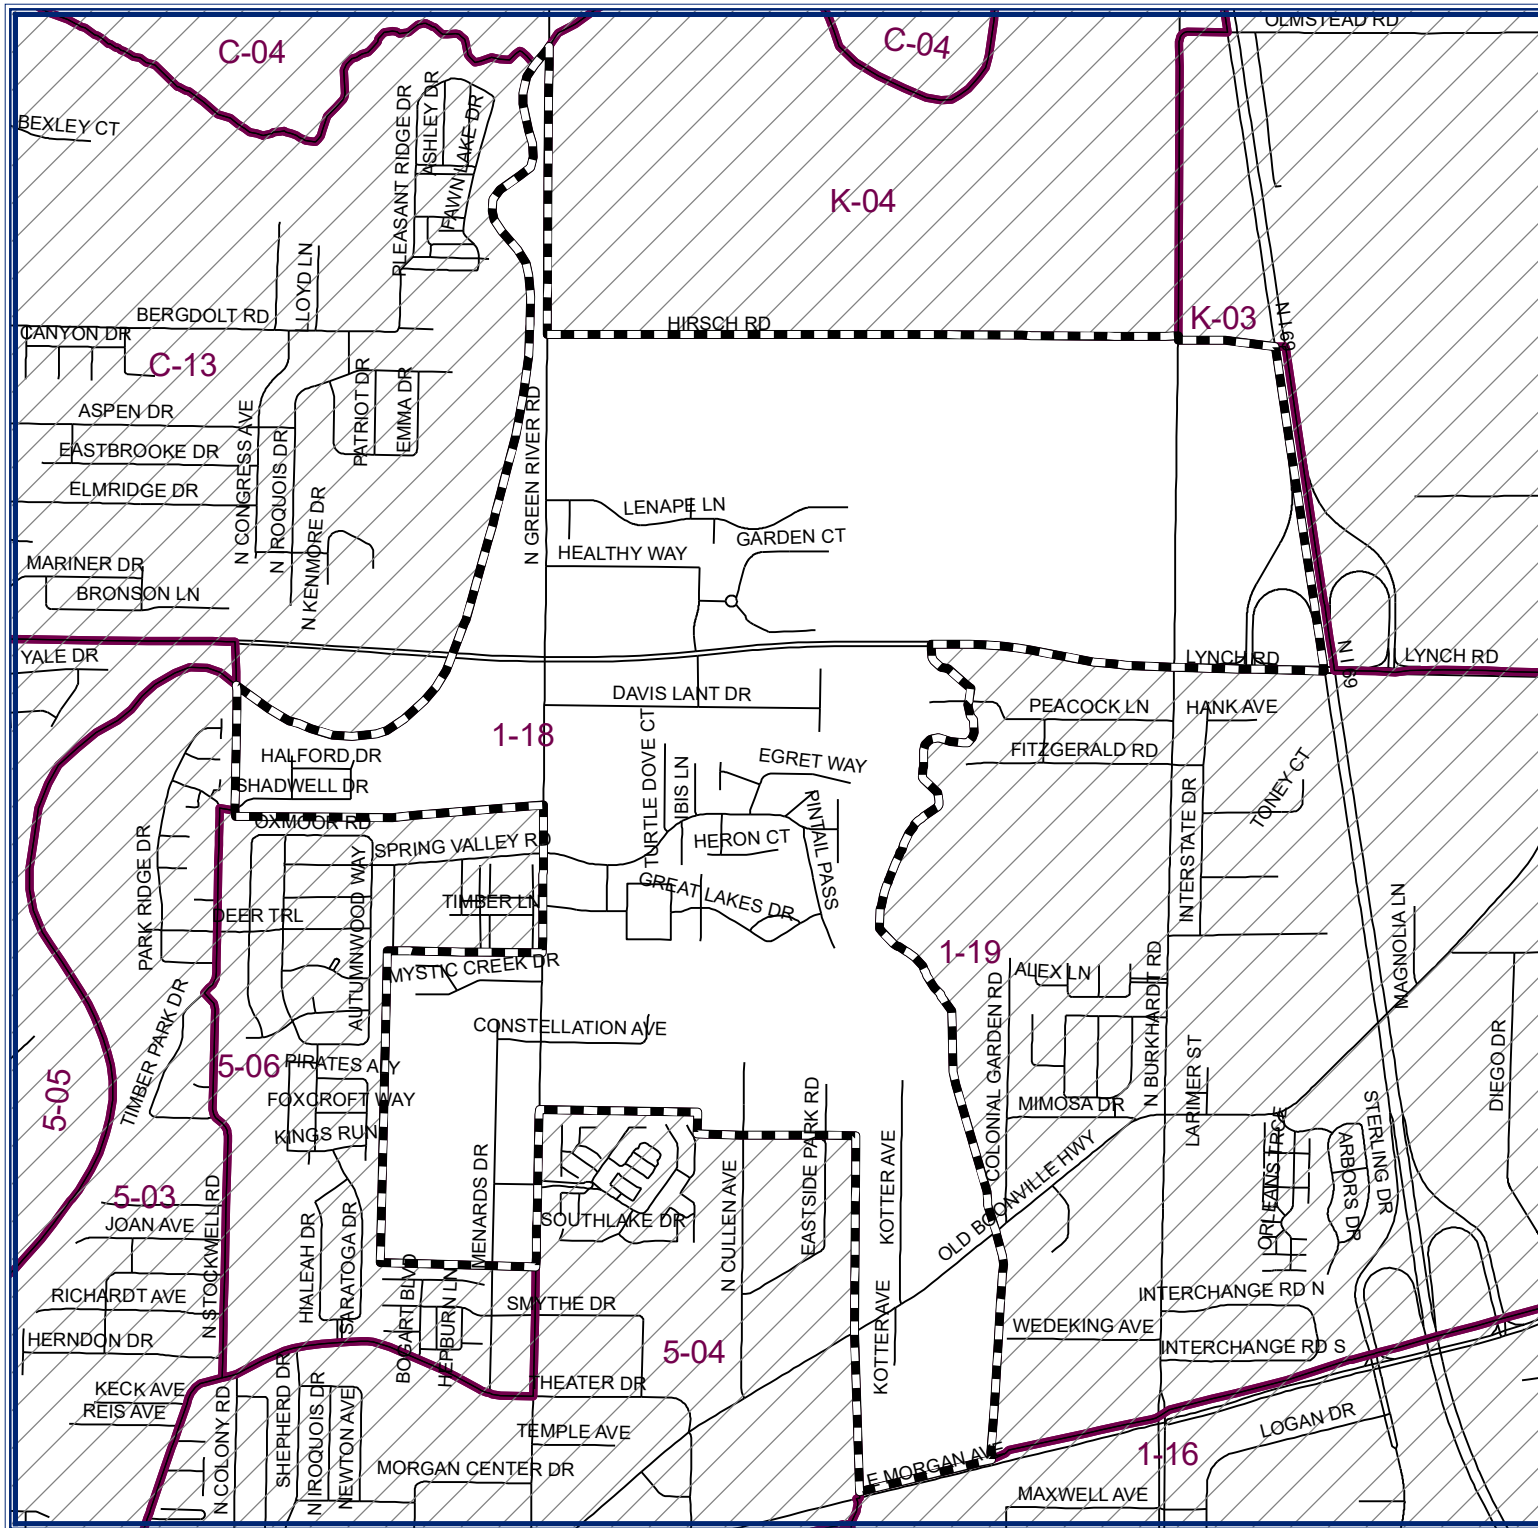 OLMSTEAD RD
C-04
C-04
BEXLEY CT
PLEASANT RIDGE DR
ASHLEY DR
FAWN LAKE DR
K-04
LOYD LN
BERGDOLT RD
HIRSCH RD
K-03
N I 69
CANYON DR
C-13
PATRIOT DR
EMMA DR
N GREEN RIVER RD
ASPEN DR
N CONGRESS AVE
N ROQUOIS DR
EASTBROOKE DR
ELMRIDGE DR
N KENMORE DR
LENAPE LN
GARDEN CT
HEALTHY WAY
MARINER DR
BRONSON LN
YALE DR
LYNCH RD
N I 69
LYNCH RD
DAVIS LANT DR
PEACOCK LN
HANK AVE
1-18
TURTLE DOVE CT
HALFORD DR
EGRET WAY
FITZGERALD RD
IBIS LN
TONEY CT
SHADWELL DR
PINTAIL PASS
INTERSTATE DR
OXMOOR RD
SPRING VALLEY RD
HERON CT
PARK RIDGE DR
AUTUMNWOOD WAY
GREAT LAKES DR
TIMBER LN
DEER TRL
MAGNOLIA LN
1-19
MYSTIC CREEK DR
ALEX LN
COLONIAL GARDEN RD
N BURKHARDT RD
TIMBER PARK DR
CONSTELLATION AVE
DIEGO DR
5-06
PIRATES ALY
5-05
LARIMER ST
EASTSIDE PARK RD
FOXCROFT WAY
MIMOSA DR
STERLING DR
KINGS RUN
KOTTER AVE
ORLEANS TRCE
ARBORS DR
MENARDS DR
N CULLEN AVE
OLD BOONVILLE HWY
5-03
N STOCKWELL RD
JOAN AVE
SOUTHLAKE DR
HIALEAH DR
SARATOGA DR
BOGART BLVD
HEPBURN LN
RICHARDT AVE
SMYTHE DR
KOTTER AVE
INTERCHANGE RD N
WEDEKING AVE
HERNDON DR
5-04
INTERCHANGE RD S
KECK AVE
THEATER DR
REIS AVE
N COLONY RD
SHEPHERD DR
N IROQUOIS DR
NEWTON AVE
TEMPLE AVE
LOGAN DR
1-16
MORGAN CENTER DR
E MORGAN AVE
MAXWELL AVE